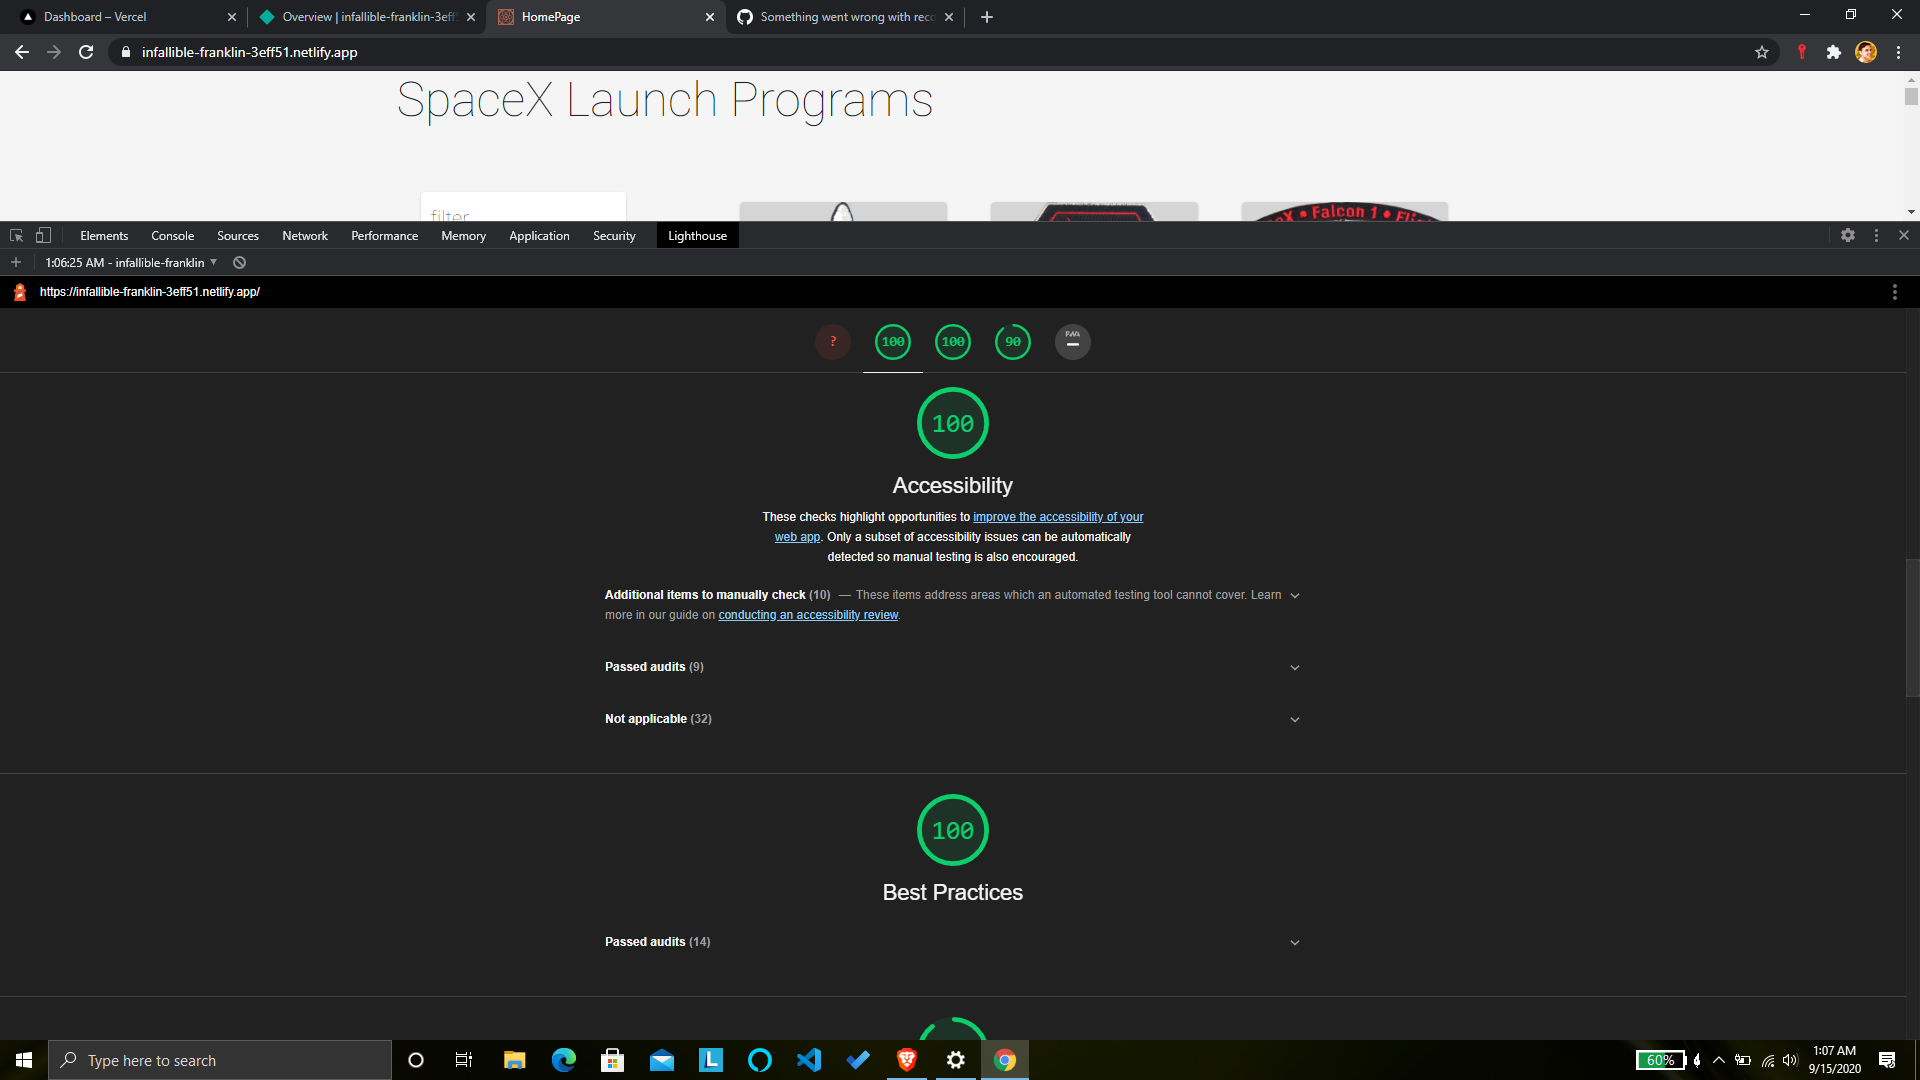 Dashboard – Vercel
Overview | infallible-franklin-3eff5
HomePage
Something went wrong with reco
infallible-franklin-3eff51.netlify.app
SpaceX Launch Programs
filter
X • Falcon 1 • Fli
Elements Console Sources Network Performance Memory Application Security Lighthouse
1:06:25 AM - infallible-franklin
https://infallible-franklin-3eff51.netlify.app/
? 100 100 90 PWA
100
Accessibility
These checks highlight opportunities to improve the accessibility of your
web app. Only a subset of accessibility issues can be automatically
detected so manual testing is also encouraged.
Additional items to manually check (10) — These items address areas which an automated testing tool cannot cover. Learn
more in our guide on conducting an accessibility review.
Passed audits (9)
Not applicable (32)
100
Best Practices
Passed audits (14)
Type here to search
L
60%
1:07 AM
9/15/2020